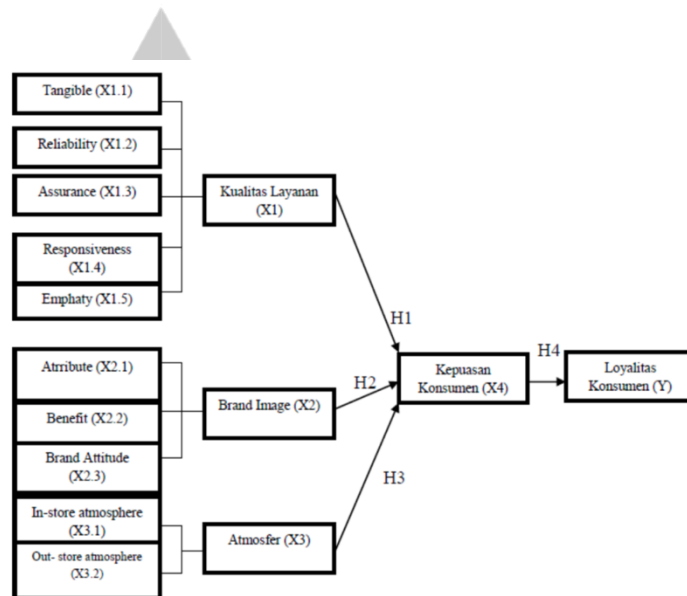 Tangible (X1.1)
Reliability (X1.2)
Assurance (X1.3)
Responsiveness
(X1.4)
Emphaty (X1.5)
Kualitas Layanan
(X1)
H1
Atrribute (X2.1)
Benefit (X2.2)
Brand Attitude
(X2.3)
Brand Image (X2)
H2
Kepuasan
Konsumen (X4)
H4
Loyalitas
Konsumen (Y)
H3
In-store atmosphere
(X3.1)
Out- store atmosphere
(X3.2)
Atmosfer (X3)